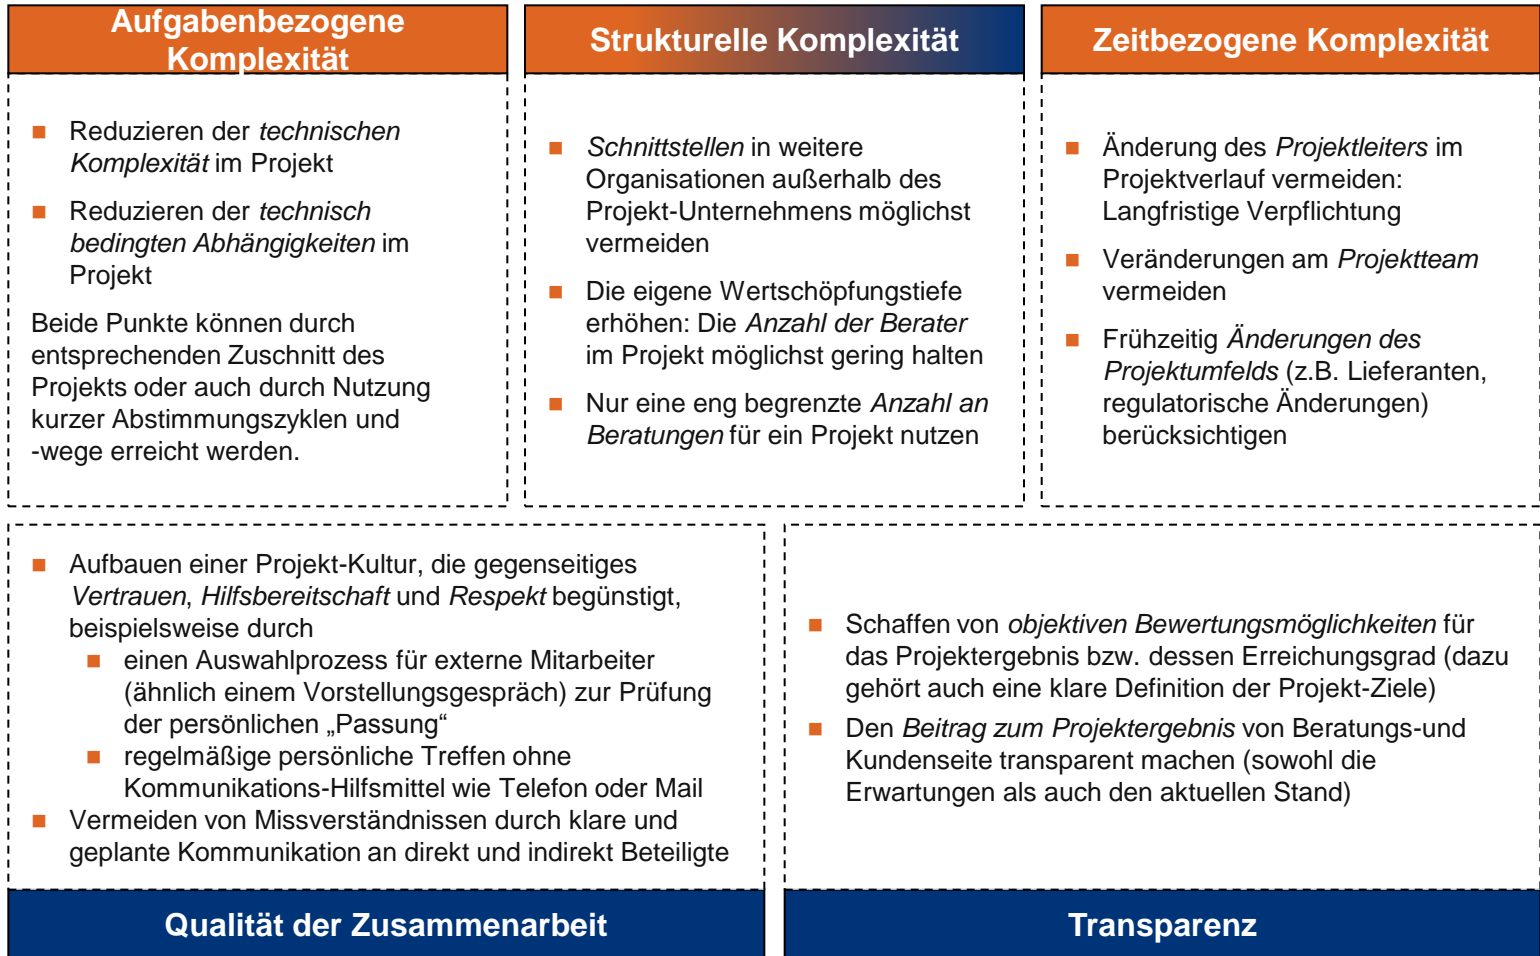 Aufgabenbezogene
Komplexität
Reduzieren der technischen
Komplexität im Projekt
Reduzieren der technisch
bedingten Abhängigkeiten im
Projekt
Beide Punkte können durch
entsprechenden Zuschnitt des
Projekts oder auch durch Nutzung
kurzer Abstimmungszyklen und
-wege erreicht werden.
Strukturelle Komplexität
Schnittstellen in weitere
Organisationen außerhalb des
Projekt-Unternehmens möglichst
vermeiden
Die eigene Wertschöpfungstiefe
erhöhen: Die Anzahl der Berater
im Projekt möglichst gering halten
Nur eine eng begrenzte Anzahl an
Beratungen für ein Projekt nutzen
Zeitbezogene Komplexität
Änderung des Projektleiters im
Projektverlauf vermeiden:
Langfristige Verpflichtung
Veränderungen am Projektteam
vermeiden
Frühzeitig Änderungen des
Projektumfelds (z.B. Lieferanten,
regulatorische Änderungen)
berücksichtigen
Aufbauen einer Projekt-Kultur, die gegenseitiges
Vertrauen, Hilfsbereitschaft und Respekt begünstigt,
beispielsweise durch
einen Auswahlprozess für externe Mitarbeiter
(ähnlich einem Vorstellungsgespräch) zur Prüfung
der persönlichen „Passung“
regelmäßige persönliche Treffen ohne
Kommunikations-Hilfsmittel wie Telefon oder Mail
Vermeiden von Missverständnissen durch klare und
geplante Kommunikation an direkt und indirekt Beteiligte
Qualität der Zusammenarbeit
Schaffen von objektiven Bewertungsmöglichkeiten für
das Projektergebnis bzw. dessen Erreichungsgrad (dazu
gehört auch eine klare Definition der Projekt-Ziele)
Den Beitrag zum Projektergebnis von Beratungs-und
Kundenseite transparent machen (sowohl die
Erwartungen als auch den aktuellen Stand)
Transparenz